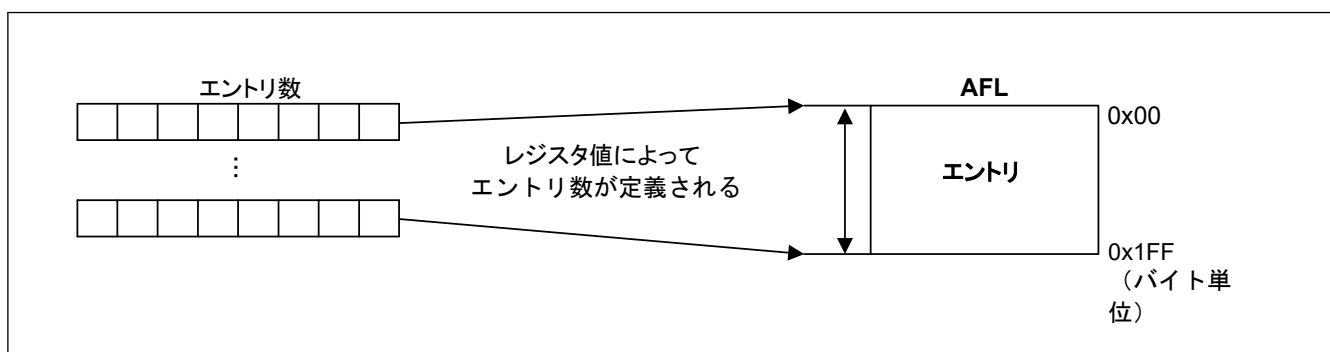 エントリ数
⋮
レジスタ値によって
エントリ数が定義される
AFL
0x00
エントリ
0x1FF
（バイト単
位）